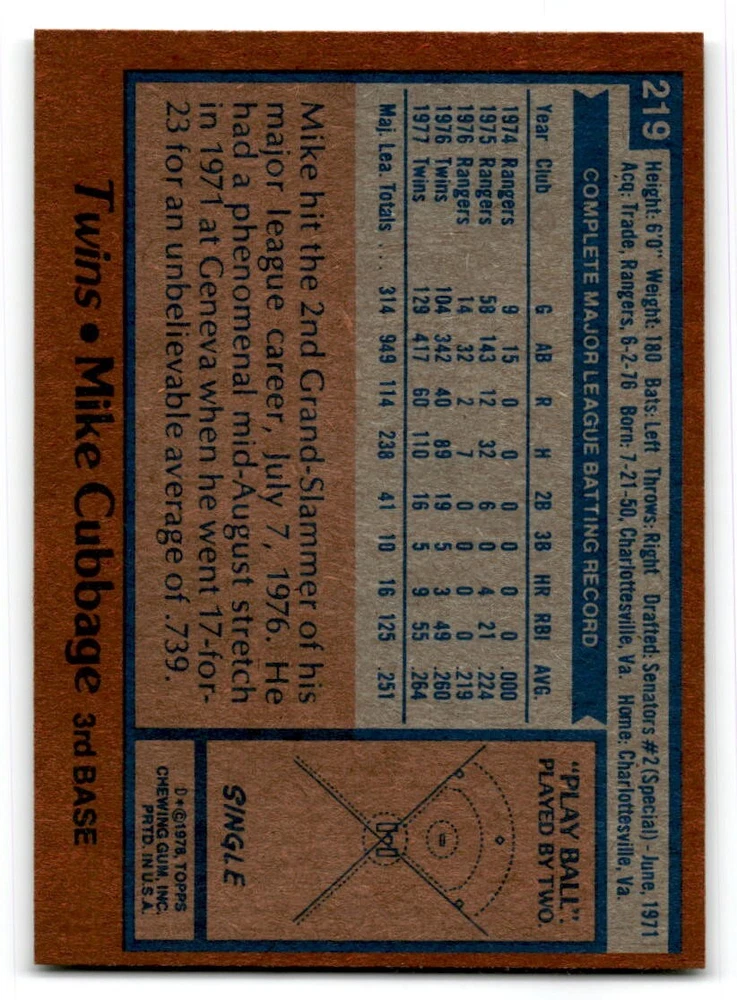 219
Height: 6'0" Weight: 180 Bats: Left Throws: Right Drafted: Senators #2 (Special) - June, 1971
Acq: Trade, Rangers, 6-2-76 Born: 7-21-50, Charlottesville, Va. Home: Charlottesville, Va.
COMPLETE MAJOR LEAGUE BATTING RECORD
Year Club G AB R H 2B 3B HR RBI AVG.
1974 Rangers 9 15 0 0 0 0 0 0 .000
1975 Rangers 58 143 12 32 6 0 4 21 .224
1976 Rangers 14 32 2 7 0 0 0 0 .219
1976 Twins 104 342 40 89 19 5 3 49 .260
1977 Twins 129 417 60 110 16 5 9 55 .264
Maj. Lea. Totals . . . 314 949 114 238 41 10 16 125 .251
Mike hit the 2nd Grand-Slammer of his
major league career, July 7, 1976. He
had a phenomenal mid-August stretch
in 1971 at Geneva when he went 17-for-
23 for an unbelievable average of .739.
"PLAY BALL":
PLAYED BY TWO.
SINGLE
D*©1978, TOPPS
CHEWING GUM, INC.
PRTD. IN U.S.A.
Twins • Mike Cubbage 3rd BASE